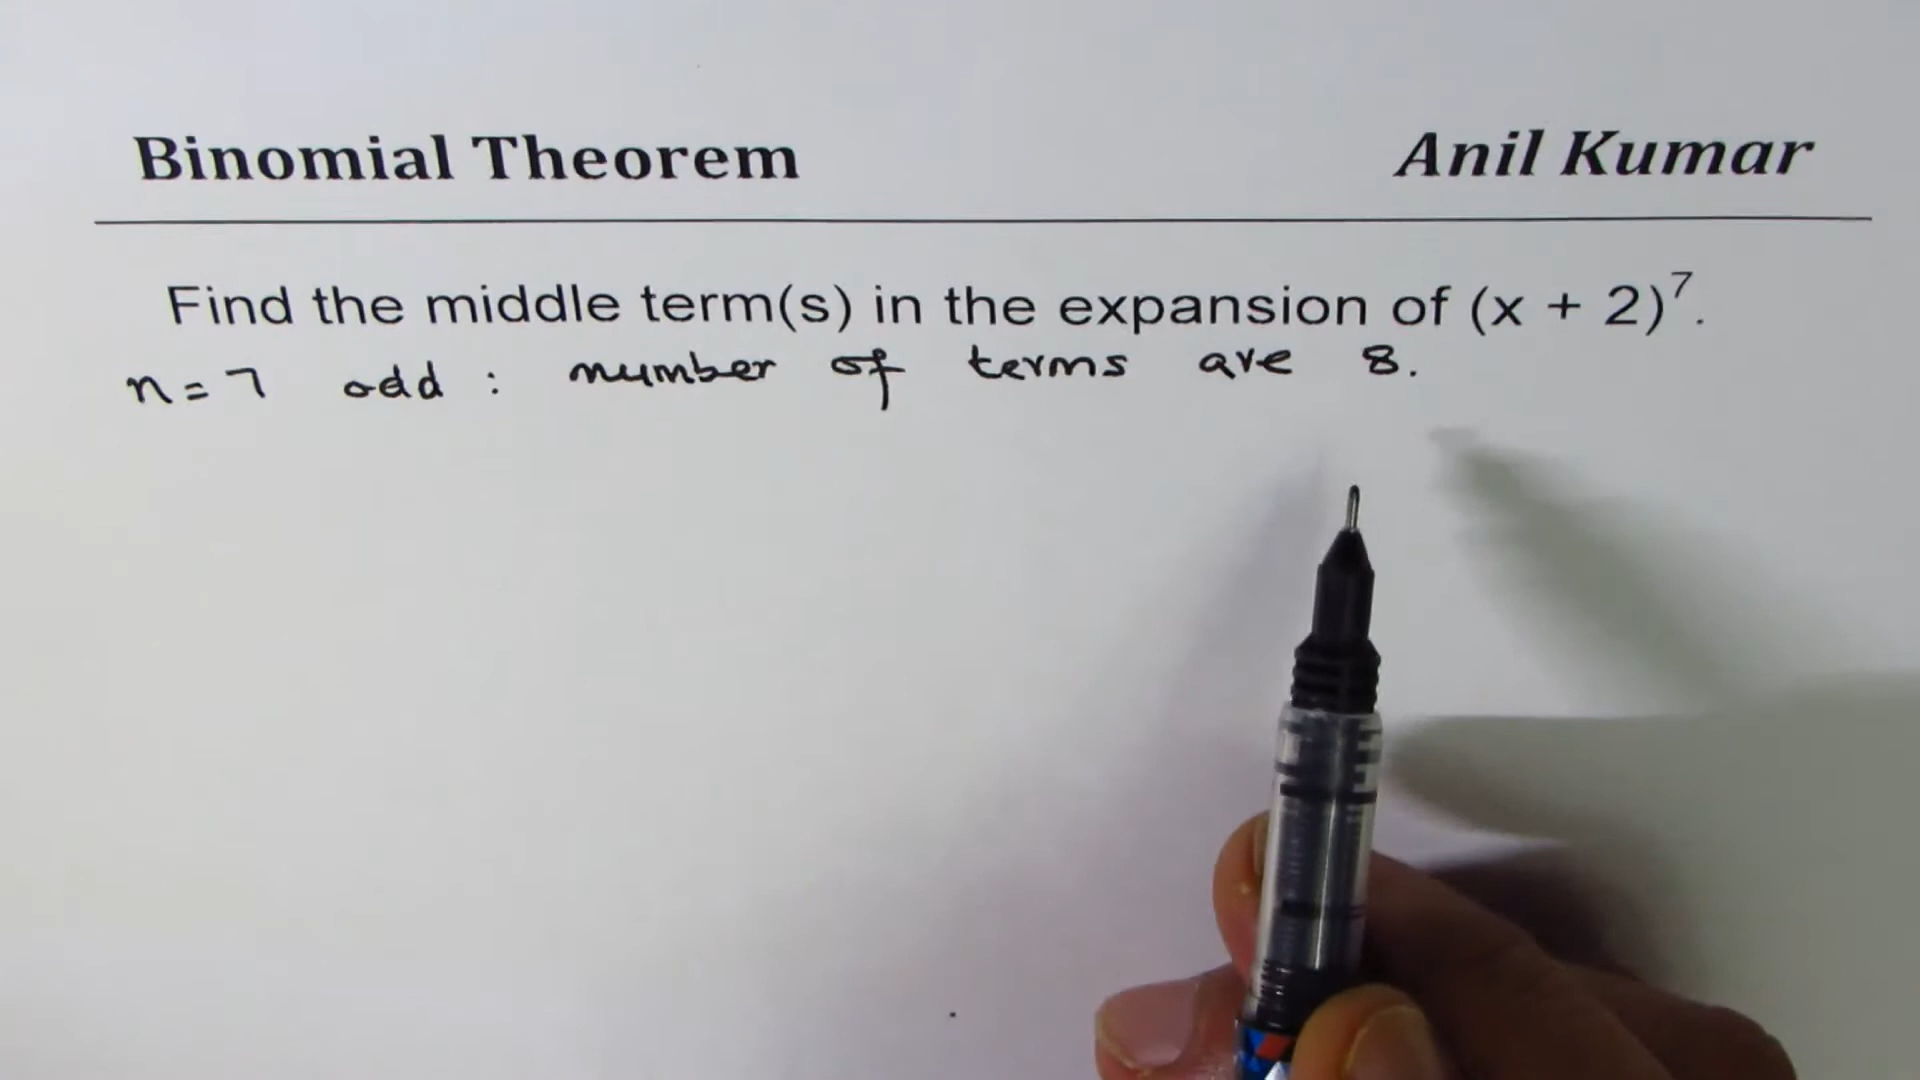 Binomial Theorem Anil Kumar
Find the middle term(s) in the expansion of (x + 2)⁷.
n = 7 odd : number of terms are 8.